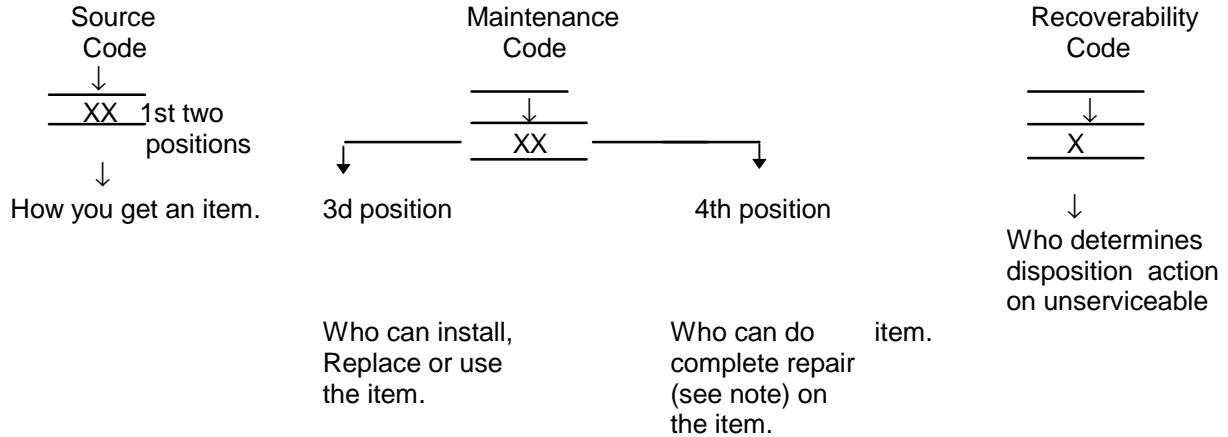 Source
Code
XX 1st two
positions
How you get an item.
Maintenance
Code
XX
3d position
Who can install,
Replace or use
the item.
4th position
Who can do item.
complete repair
(see note) on
the item.
Recoverability
Code
X
Who determines
disposition action
on unserviceable